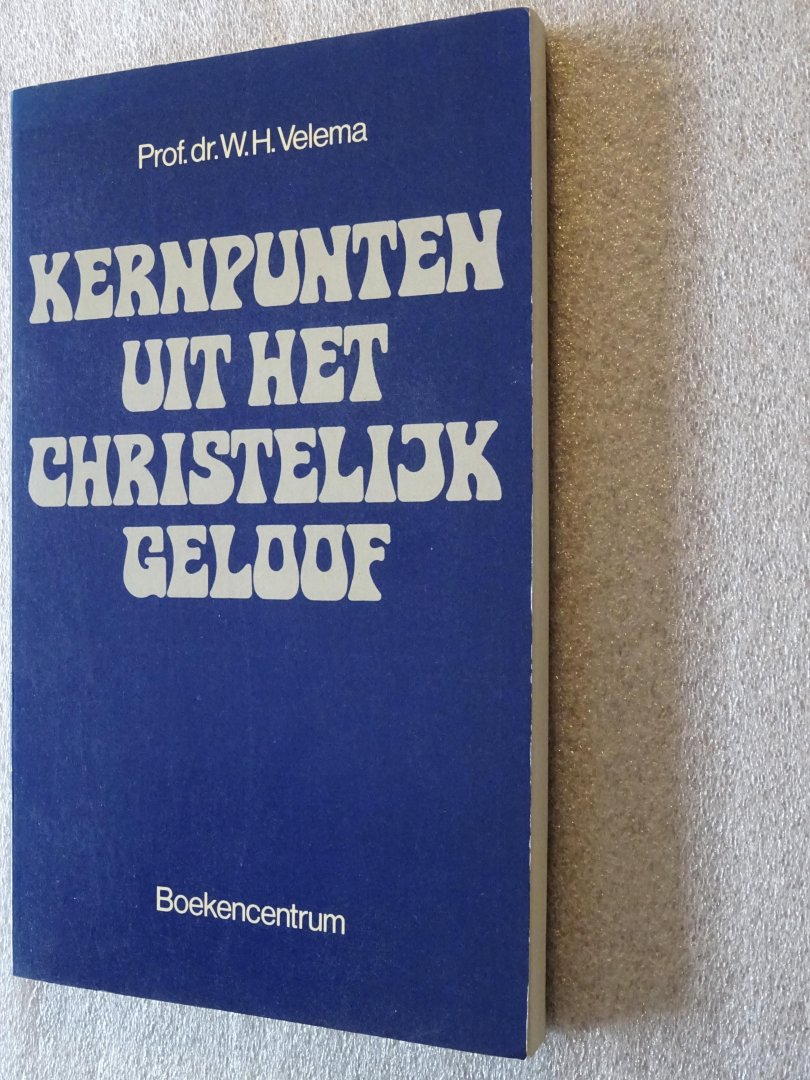 Prof. dr. W. H. Velema
KERNPUNTEN
UIT HET
CHRISTELIJK
GELOOF
Boekencentrum